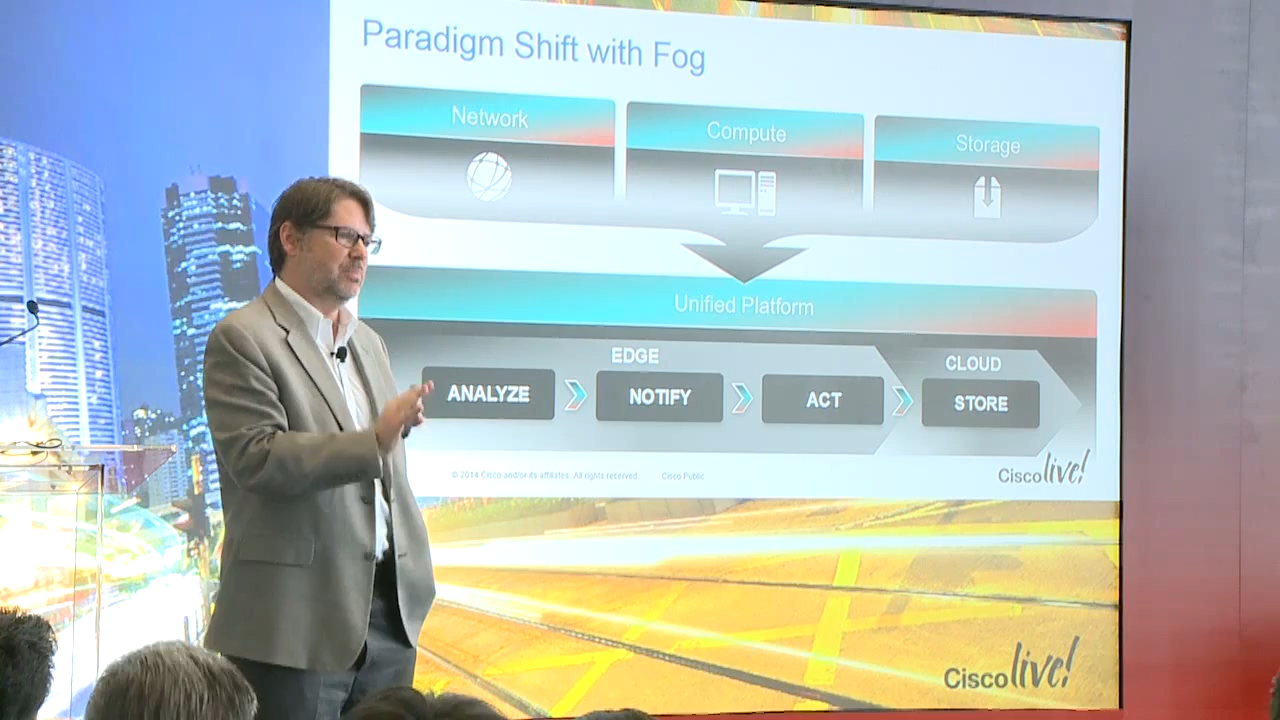 Paradigm Shift with Fog
Network
Compute
Storage
Unified Platform
EDGE
CLOUD
ANALYZE
NOTIFY
ACT
STORE
© 2014 Cisco and/or its affiliates. All rights reserved.
Cisco Public
Cisco live!
Cisco live!